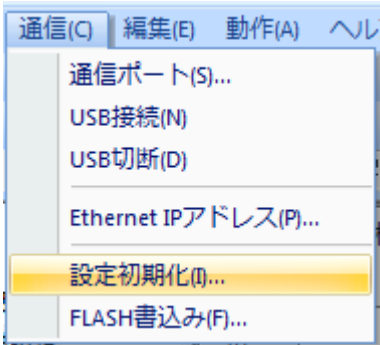 通信(C) 編集(E) 動作(A) ヘル
通信ポート(S)...
USB接続(N)
USB切断(D)
Ethernet IPアドレス(P)...
設定初期化(I)...
FLASH書込み(F)...